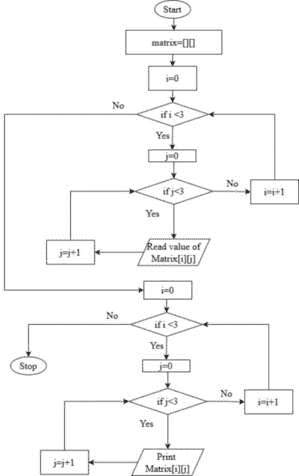 Start
matrix=[][]
i=0
No
if i <3
Yes
j=0
if j<3
No
i=i+1
Yes
Read value of
Matrix[i][j]
j=j+1
i=0
No
if i <3
Yes
Stop
j=0
if j<3
No
i=i+1
Yes
Print
Matrix[i][j]
j=j+1